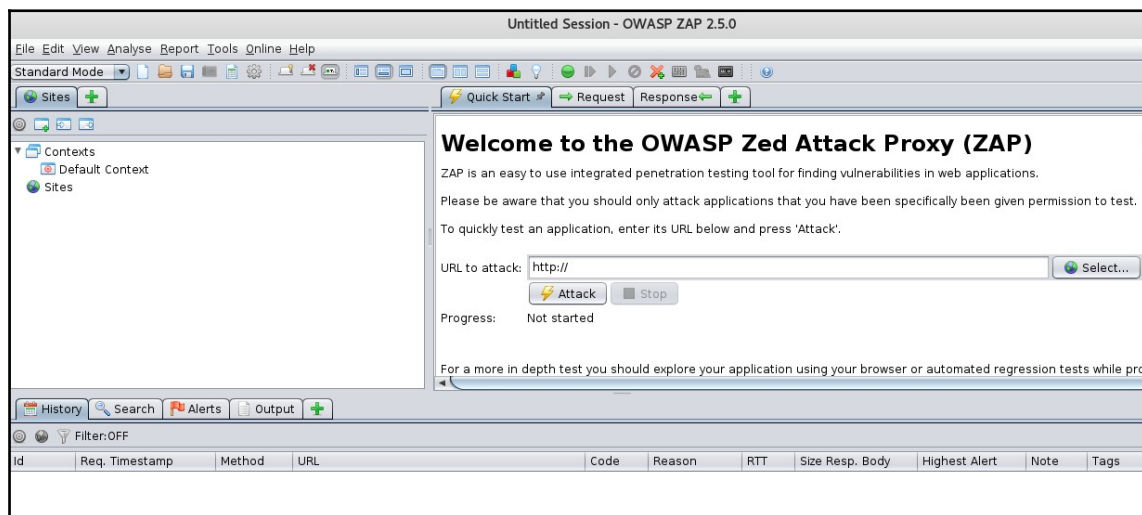 Untitled Session - OWASP ZAP 2.5.0
File Edit View Analyse Report Tools Online Help
Standard Mode
Sites
Quick Start Request Response
Contexts
Default Context
Sites
Welcome to the OWASP Zed Attack Proxy (ZAP)
ZAP is an easy to use integrated penetration testing tool for finding vulnerabilities in web applications.
Please be aware that you should only attack applications that you have been specifically been given permission to test.
To quickly test an application, enter its URL below and press 'Attack'.
URL to attack: http:// Select...
Attack Stop
Progress: Not started
For a more in depth test you should explore your application using your browser or automated regression tests while pro
History Search Alerts Output
Filter:OFF
Id Req. Timestamp Method URL Code Reason RTT Size Resp. Body Highest Alert Note Tags